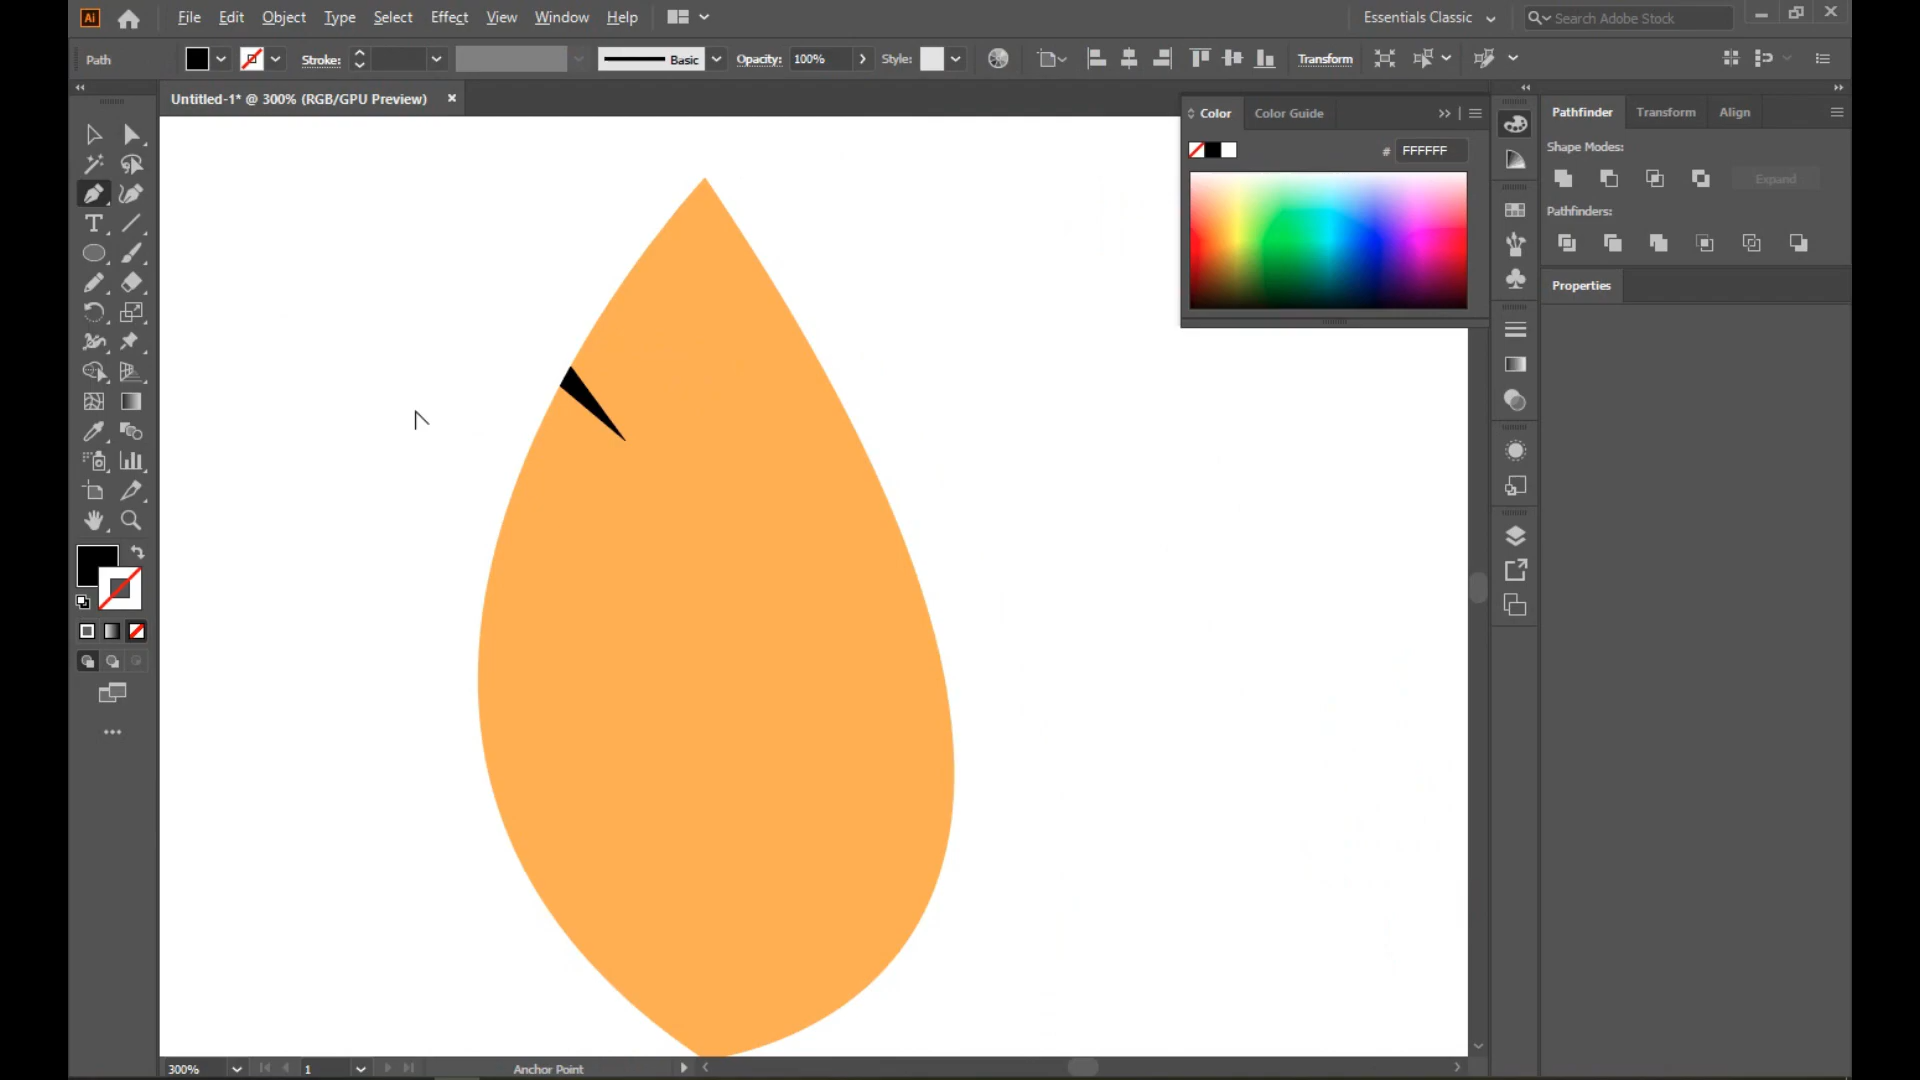 Ai File Edit Object Type Select Effect View Window Help Essentials Classic Search Adobe Stock
Path Stroke: Basic Opacity: 100% Style: Transform
Untitled-1* @ 300% (RGB/GPU Preview)
Color Color Guide
# FFFFFF
Pathfinder Transform Align
Shape Modes:
Expand
Pathfinders:
Properties
300% 1 Anchor Point